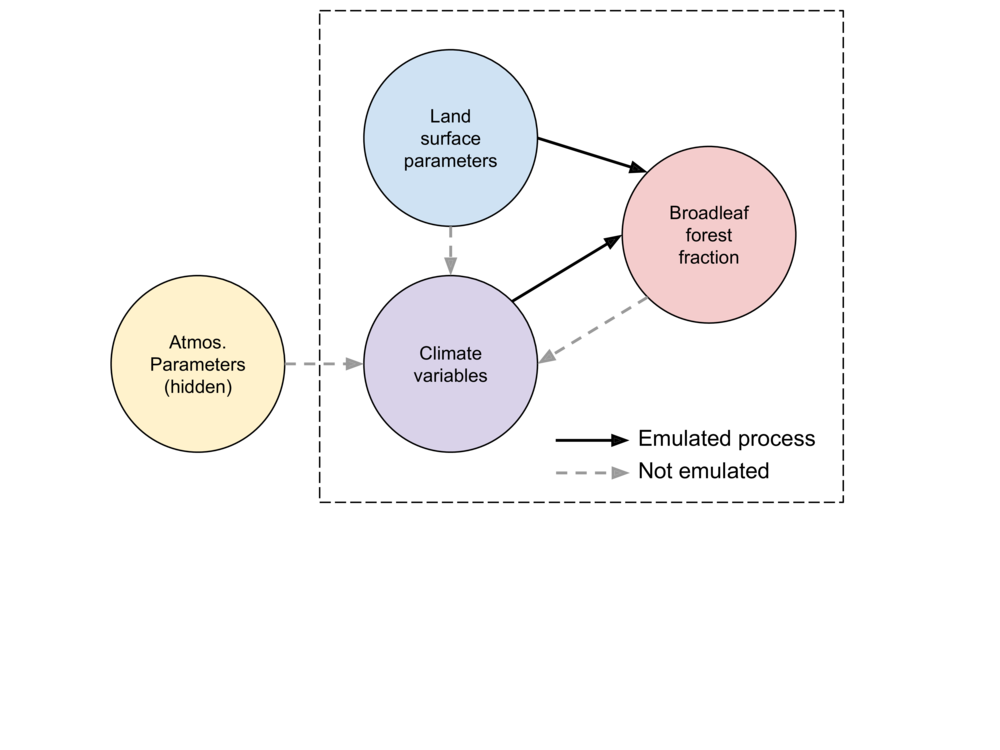 Land
surface
parameters
Broadleaf
forest
fraction
Atmos.
Parameters
(hidden)
Climate
variables
Emulated process
Not emulated